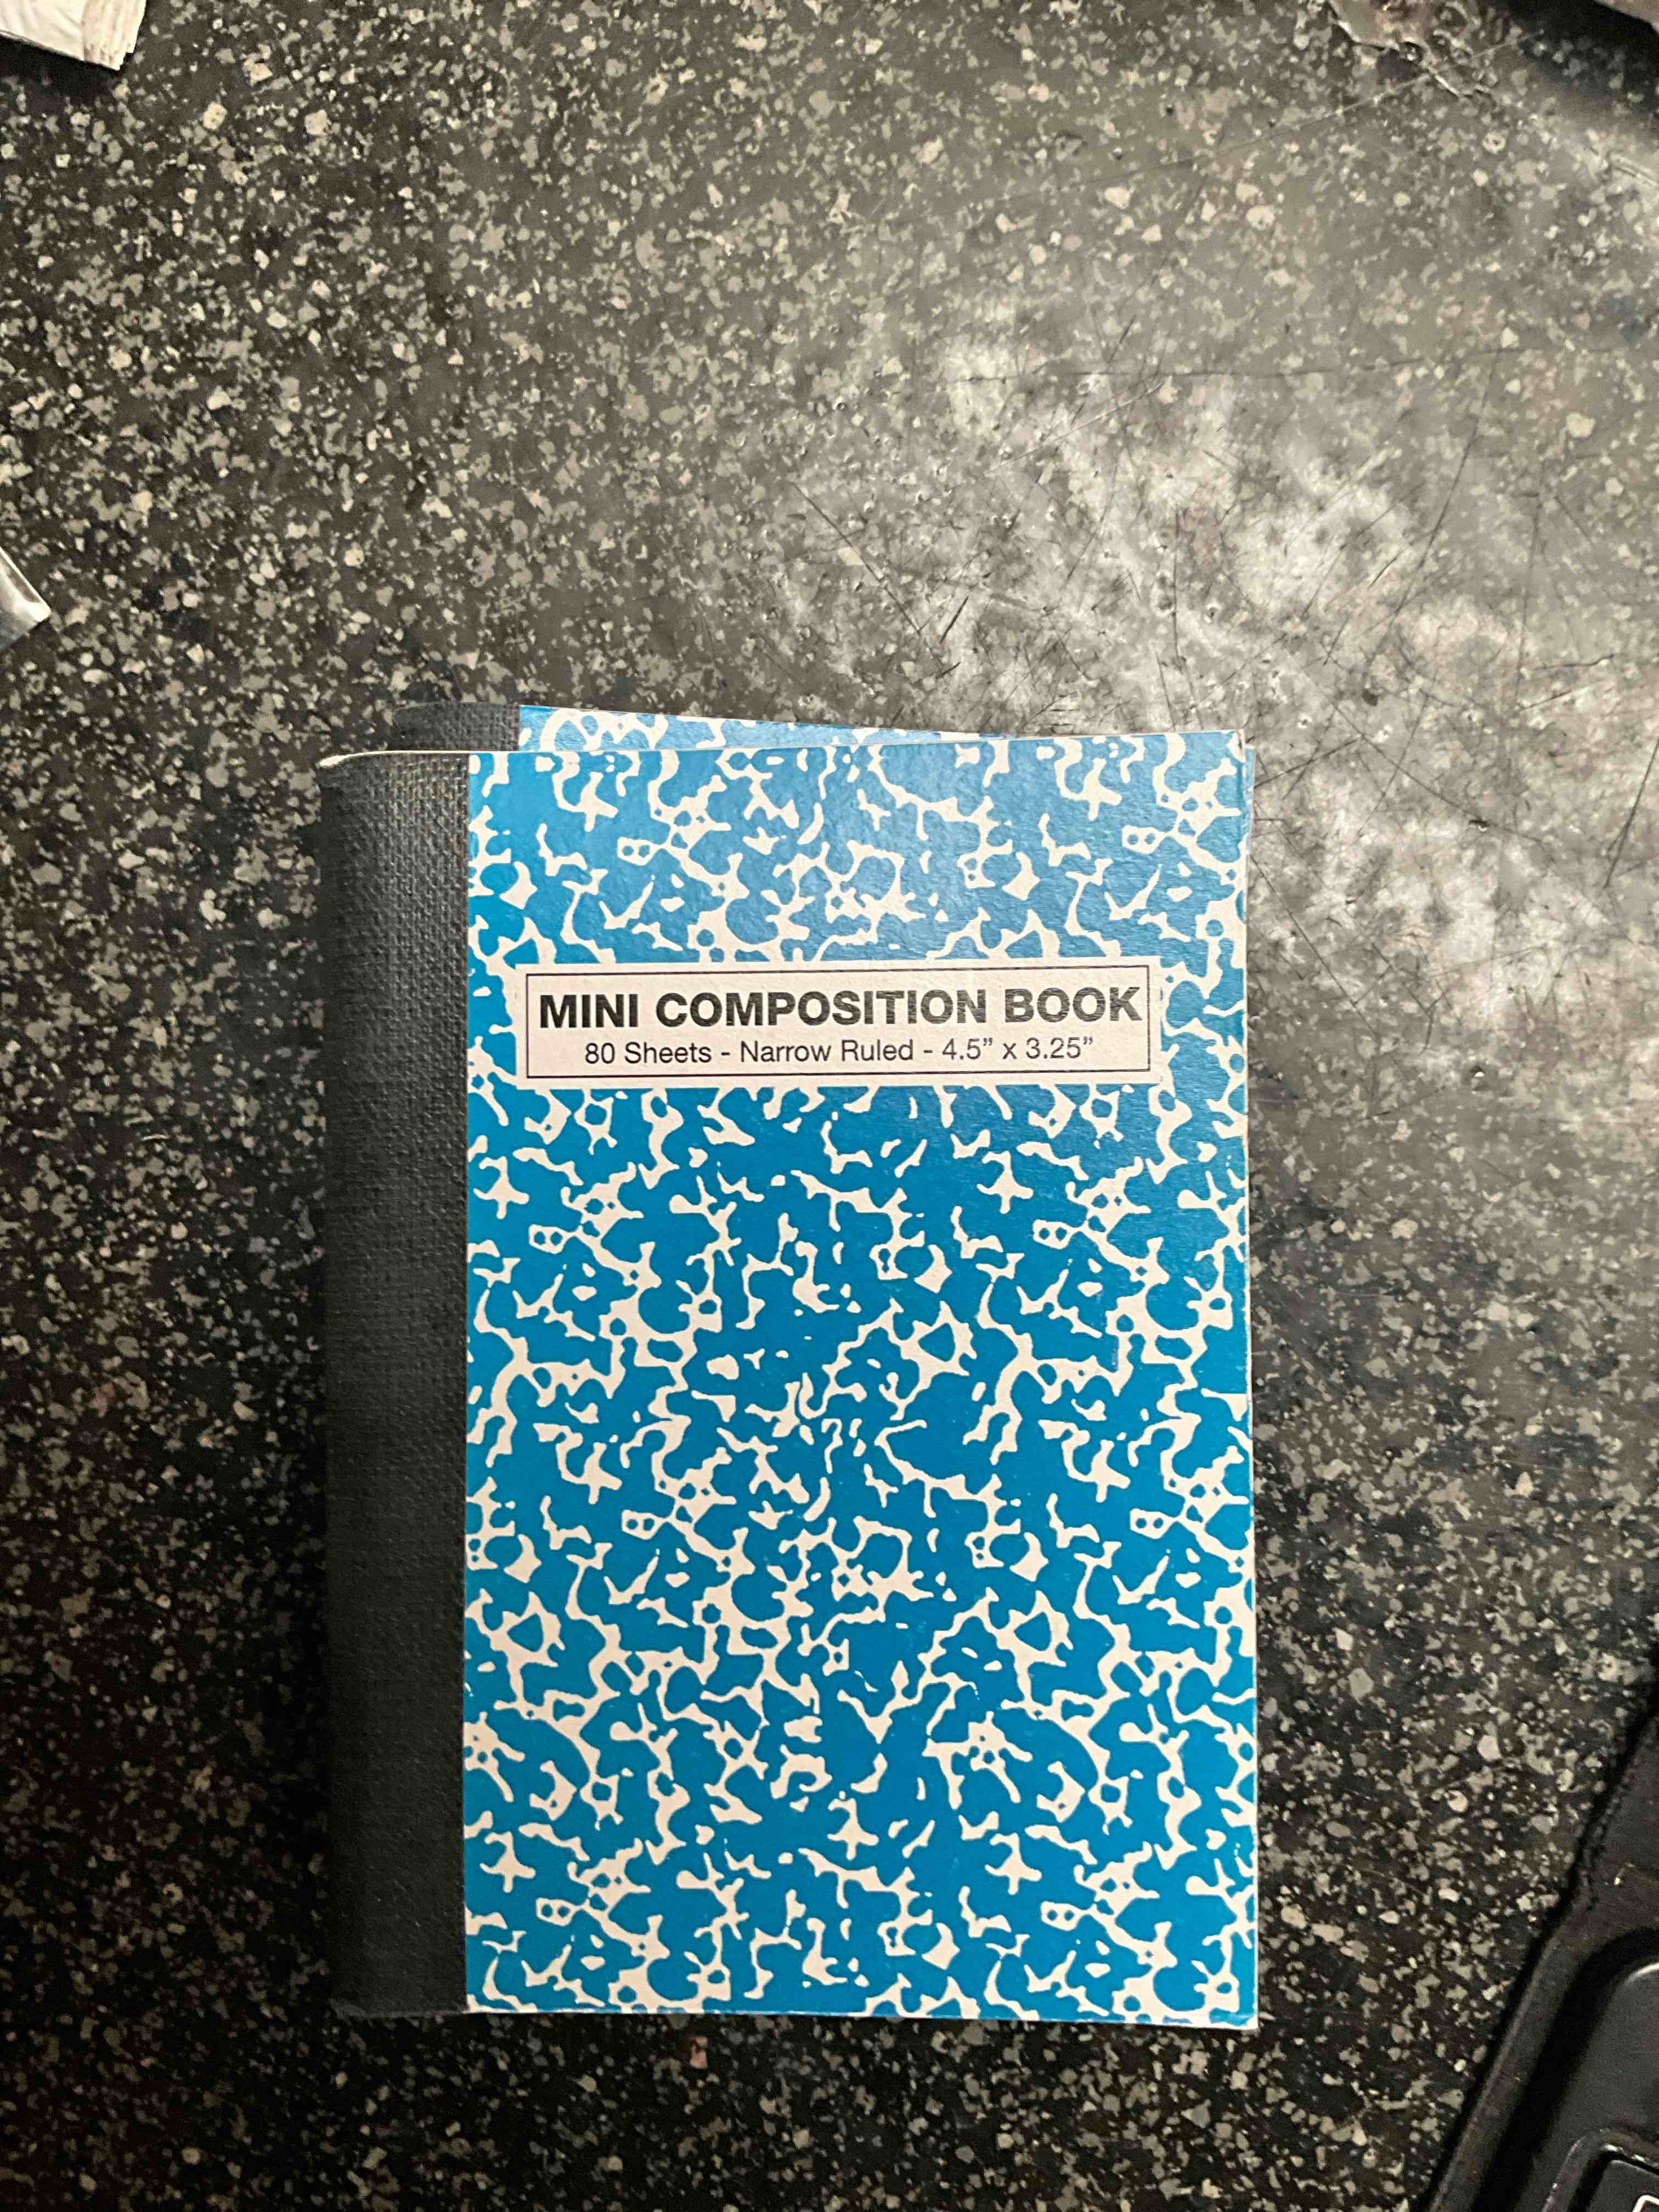 MINI COMPOSITION BOOK
80 Sheets - Narrow Ruled - 4.5” x 3.25”